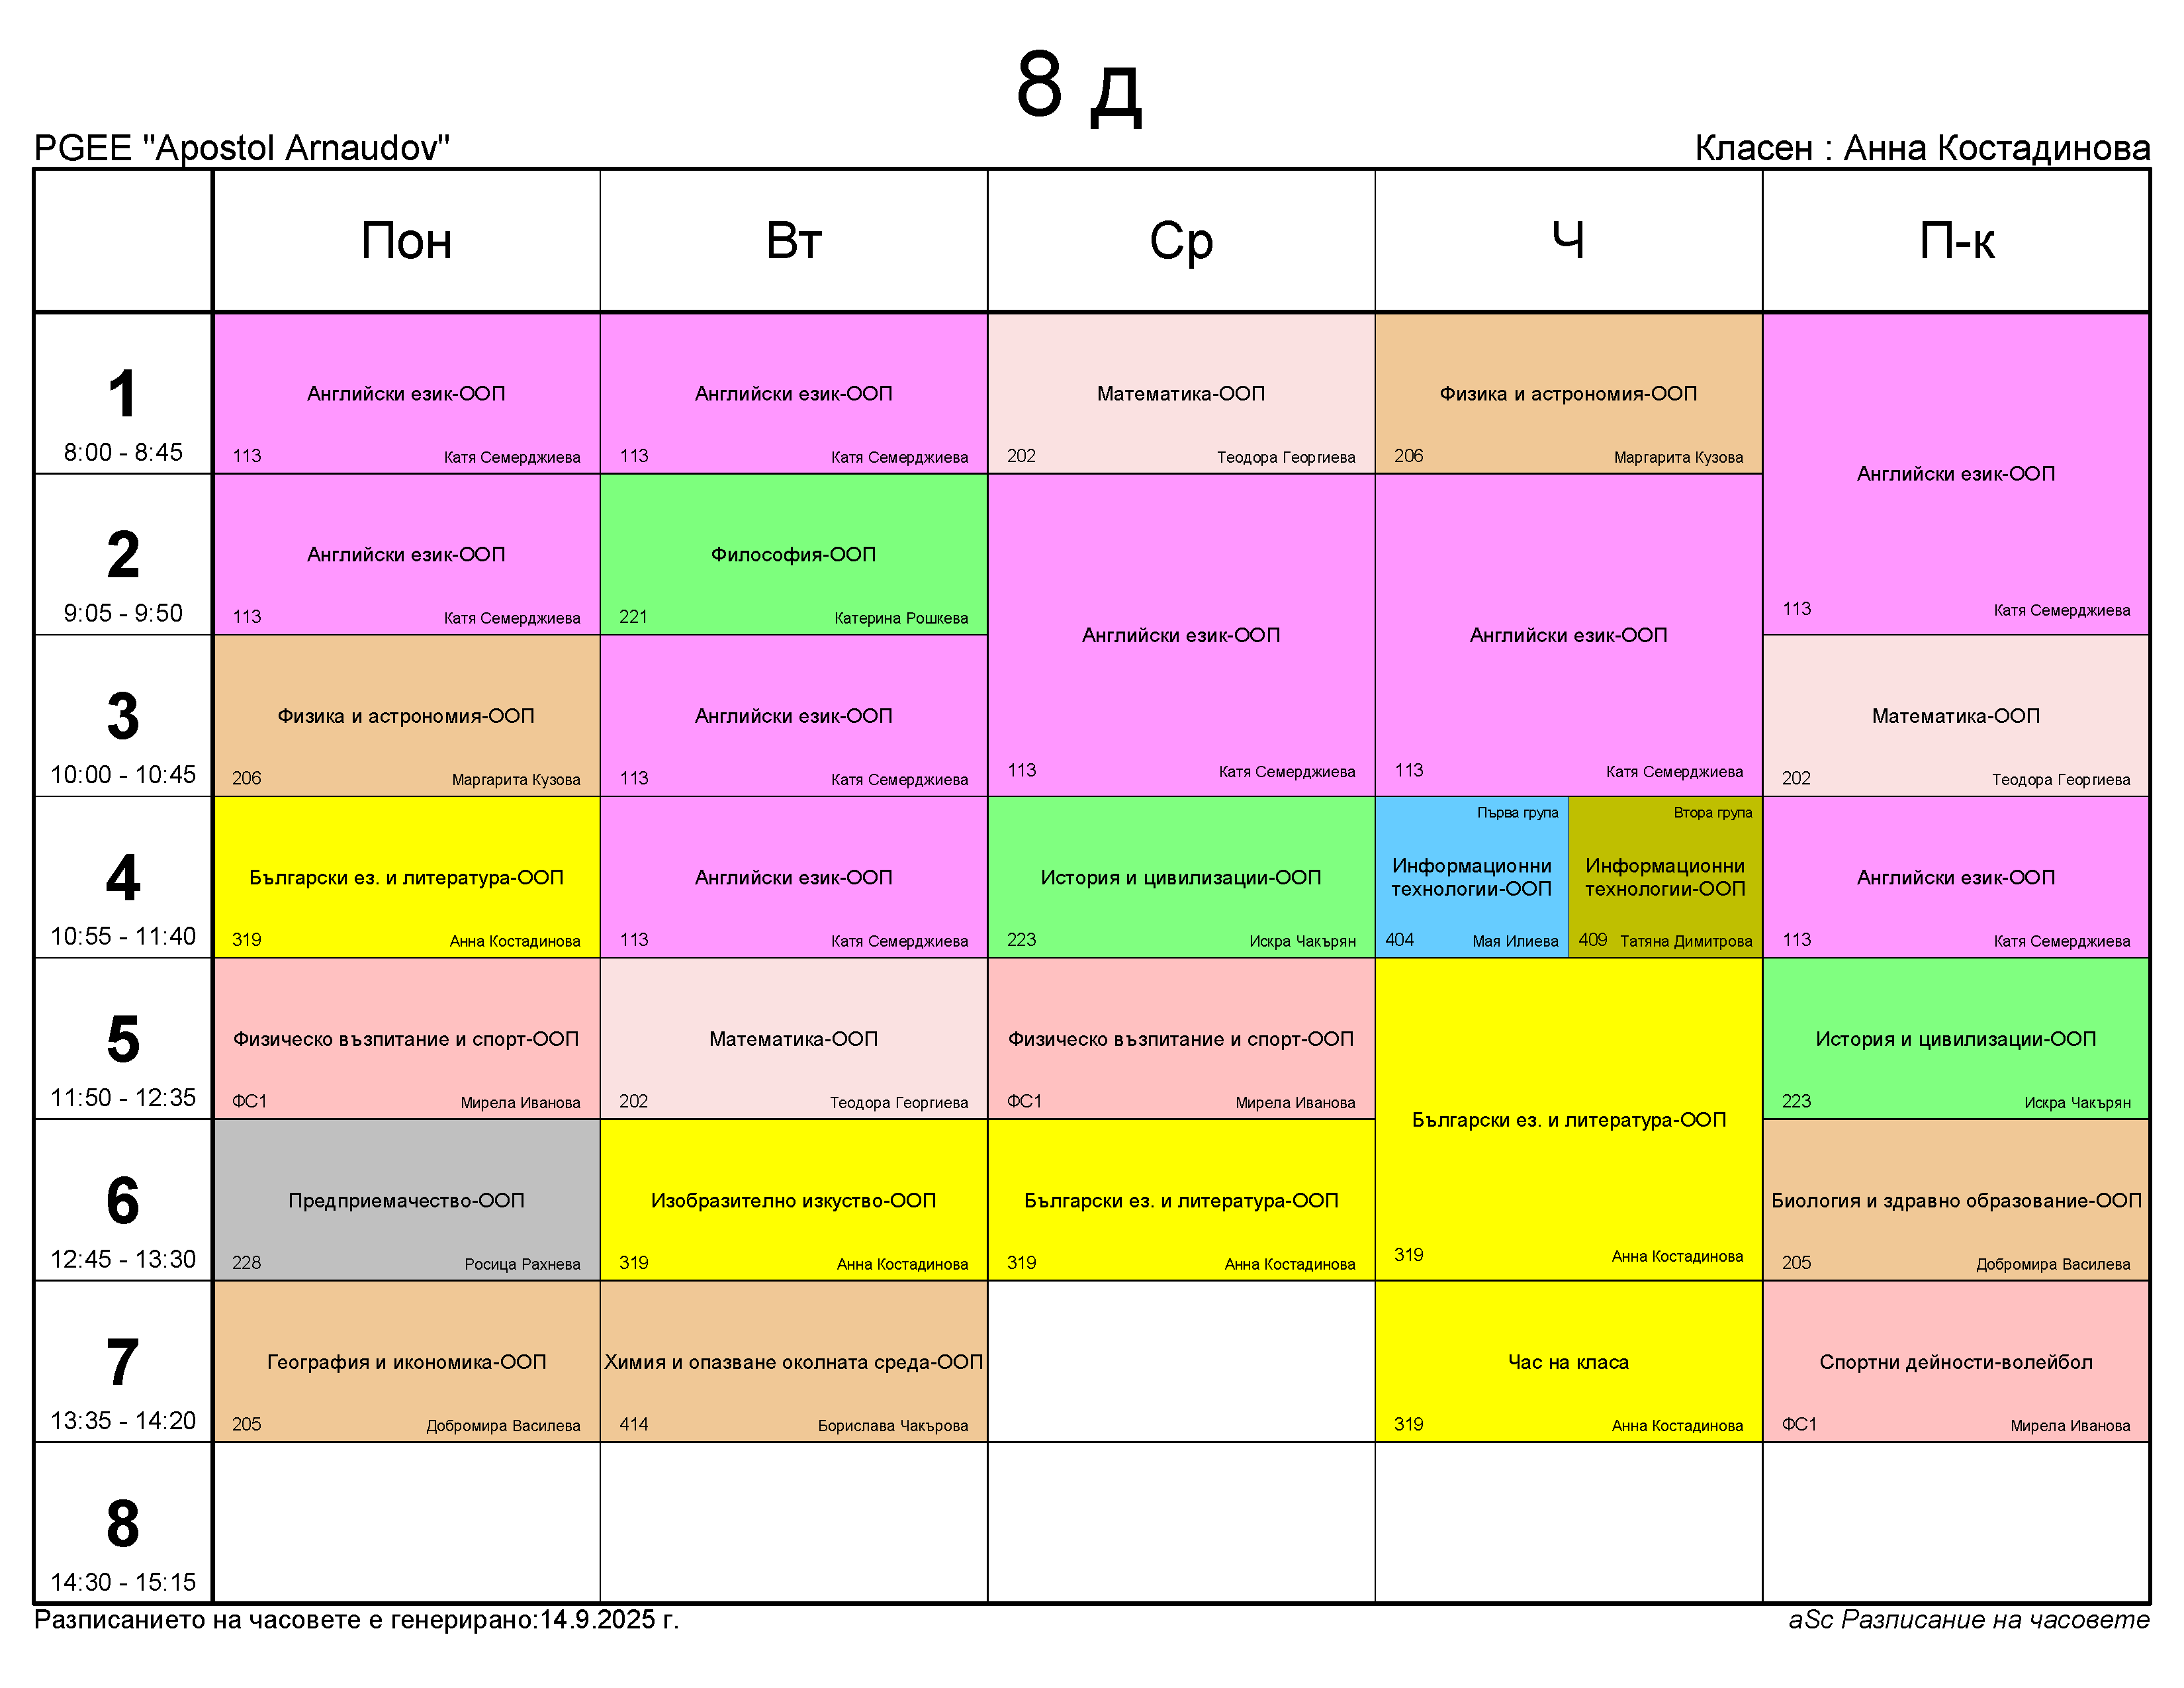 8 д
PGEE "Apostol Arnaudov"
Класен : Анна Костадинова
Пон
Вт
Ср
Ч
П-к
1
8:00 - 8:45
Английски език-ООП
113 Катя Семерджиева
Английски език-ООП
113 Катя Семерджиева
Математика-ООП
202 Теодора Георгиева
Физика и астрономия-ООП
206 Маргарита Кузова
Английски език-ООП
113 Катя Семерджиева
2
9:05 - 9:50
Английски език-ООП
113 Катя Семерджиева
Философия-ООП
221 Катерина Рошкева
Английски език-ООП
113 Катя Семерджиева
Английски език-ООП
113 Катя Семерджиева
3
10:00 - 10:45
Физика и астрономия-ООП
206 Маргарита Кузова
Английски език-ООП
113 Катя Семерджиева
Математика-ООП
202 Теодора Георгиева
4
10:55 - 11:40
Български ез. и литература-ООП
319 Анна Костадинова
Английски език-ООП
113 Катя Семерджиева
История и цивилизации-ООП
223 Искра Чакърян
Първа група
Информационни
технологии-ООП
404 Мая Илиева
Втора група
Информационни
технологии-ООП
409 Татяна Димитрова
Английски език-ООП
113 Катя Семерджиева
5
11:50 - 12:35
Физическо възпитание и спорт-ООП
ФС1 Мирела Иванова
Математика-ООП
202 Теодора Георгиева
Физическо възпитание и спорт-ООП
ФС1 Мирела Иванова
Български ез. и литература-ООП
319 Анна Костадинова
История и цивилизации-ООП
223 Искра Чакърян
6
12:45 - 13:30
Предприемачество-ООП
228 Росица Рахнева
Изобразително изкуство-ООП
319 Анна Костадинова
Български ез. и литература-ООП
319 Анна Костадинова
Биология и здравно образование-ООП
205 Добромира Василева
7
13:35 - 14:20
География и икономика-ООП
205 Добромира Василева
Химия и опазване околната среда-ООП
414 Борислава Чакърова
Час на класа
319 Анна Костадинова
Спортни дейности-волейбол
ФС1 Мирела Иванова
8
14:30 - 15:15
Разписанието на часовете е генерирано:14.9.2025 г.
aSc Разписание на часовете